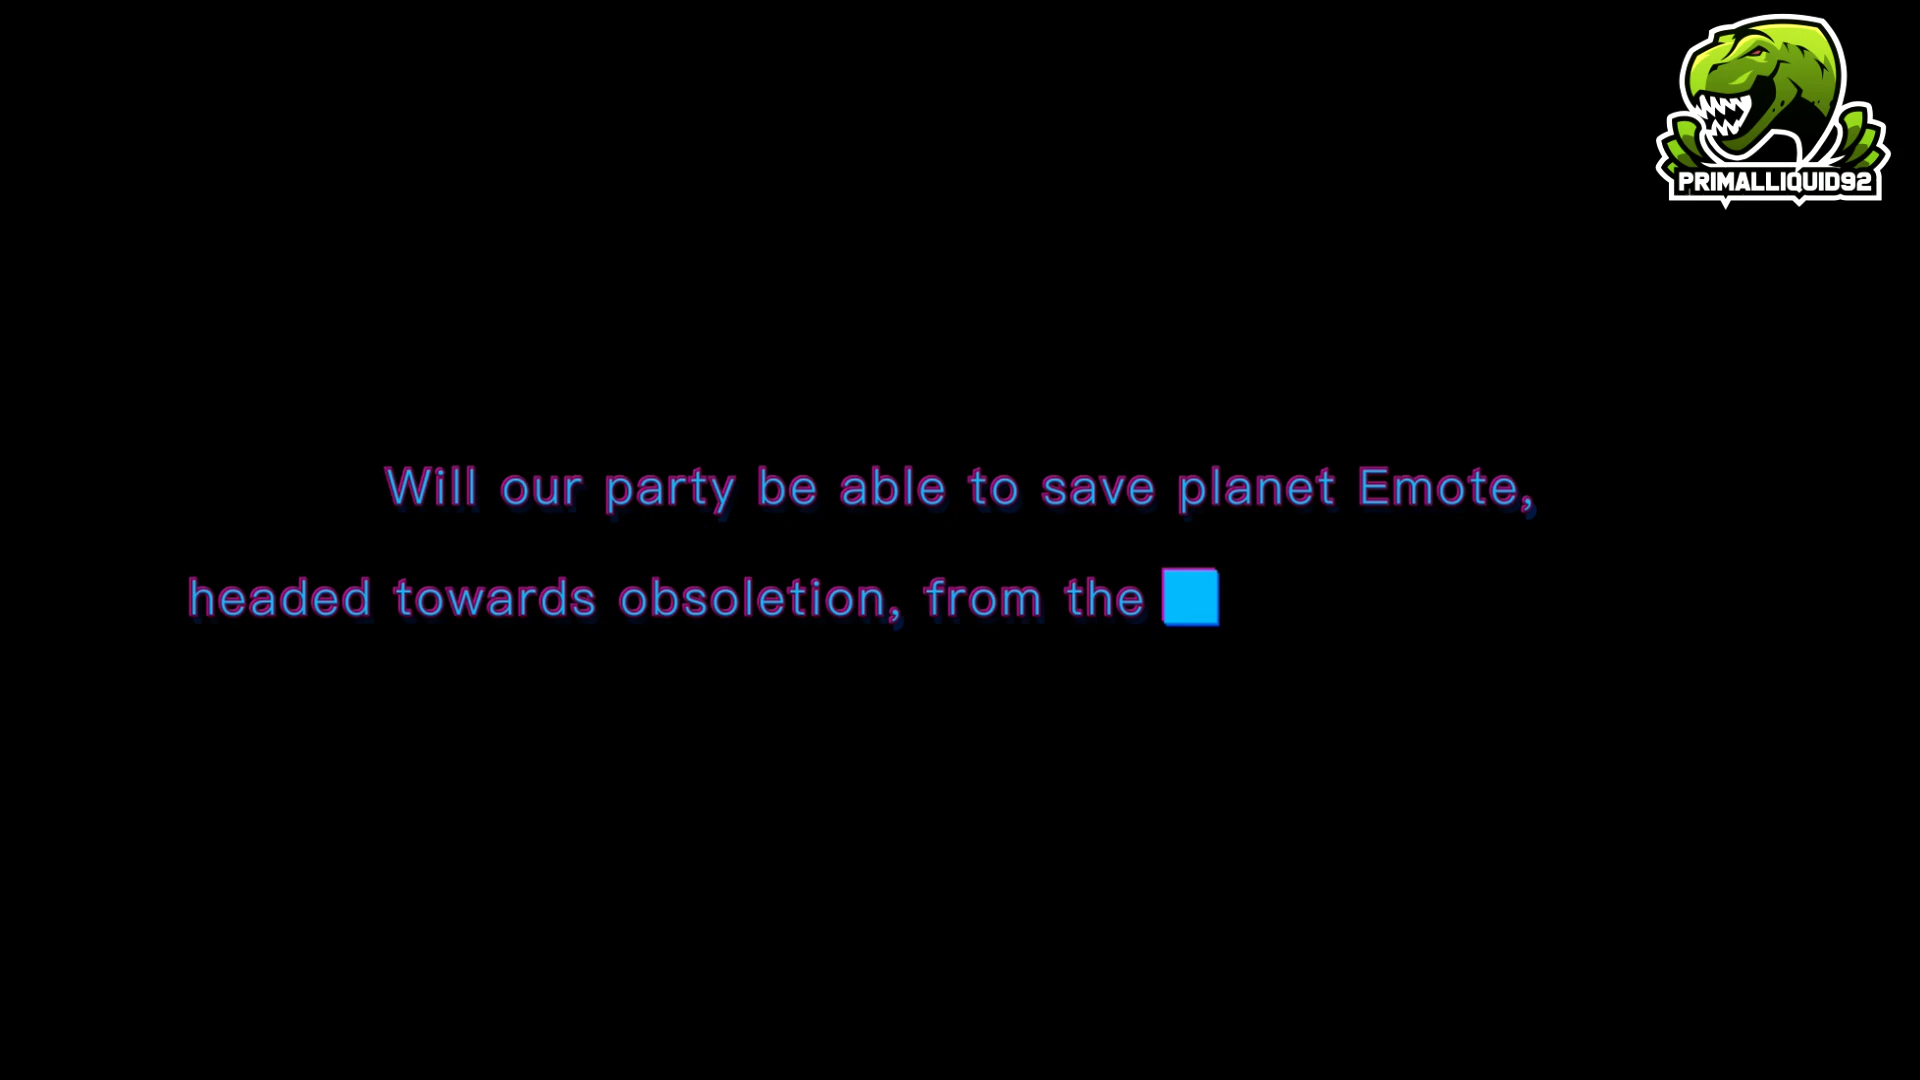 PRIMALLIQUID92
Will our party be able to save planet Emote,
headed towards obsoletion, from the